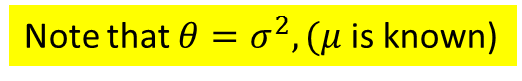 Note that 𝜃 = 𝜎², (𝜇 is known)